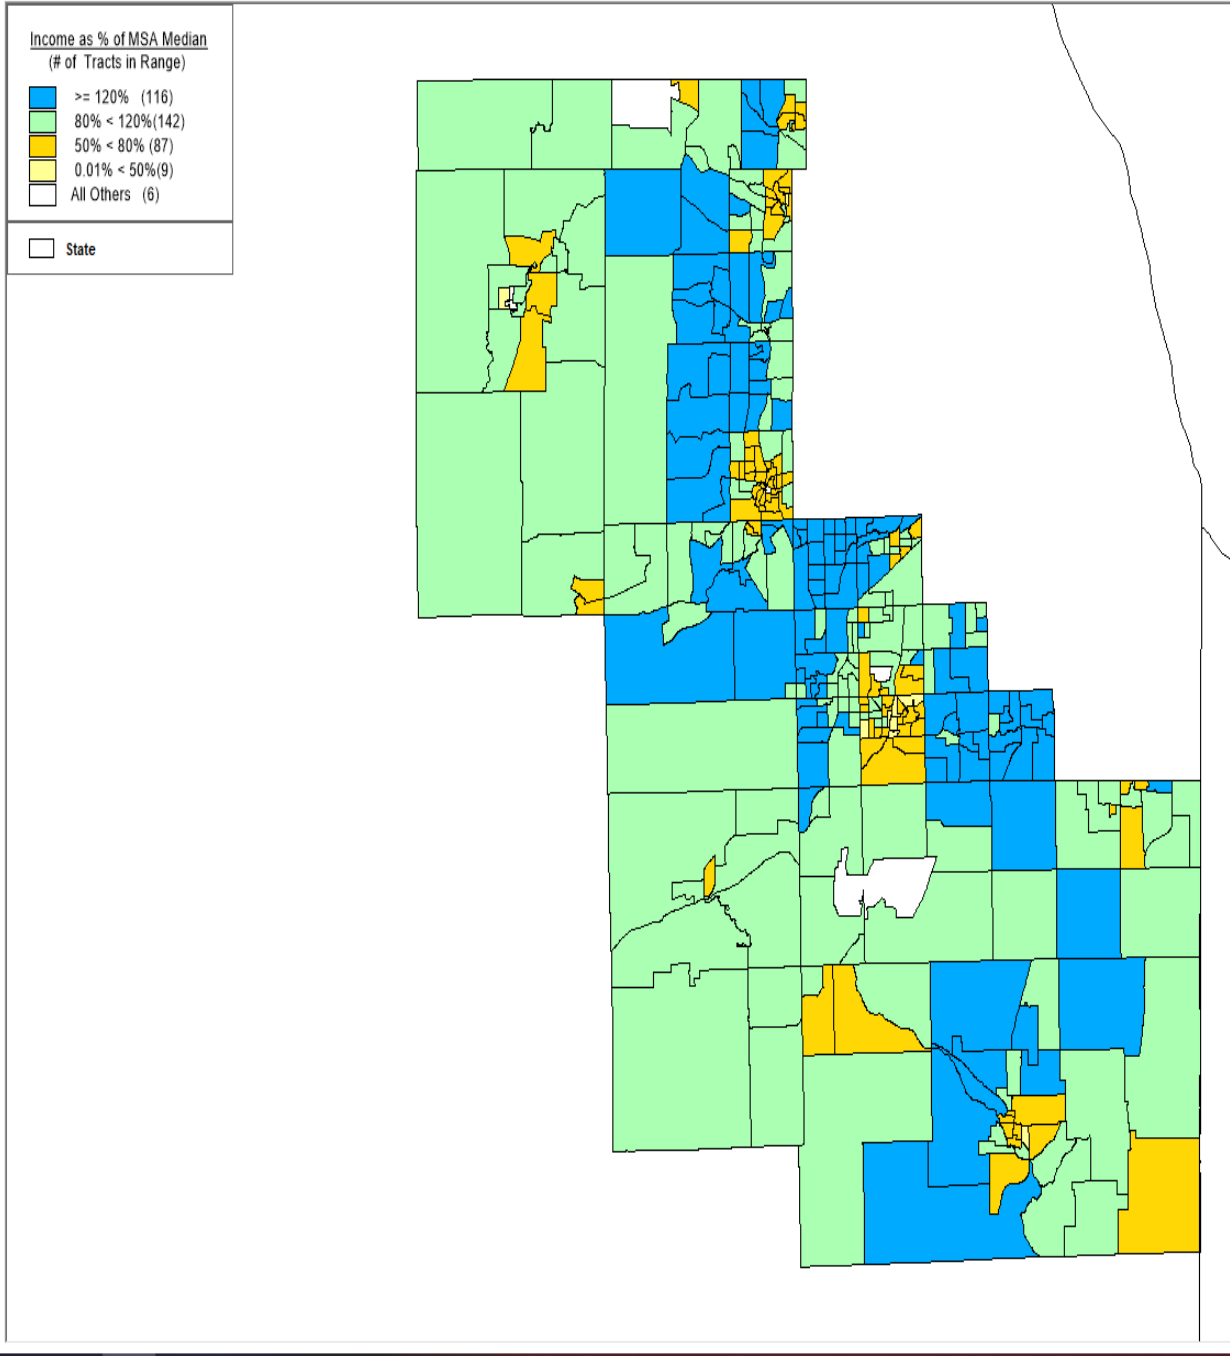 Income as % of MSA Median
(# of Tracts in Range)
>= 120% (116)
80% < 120%(142)
50% < 80% (87)
0.01% < 50%(9)
All Others (6)
State